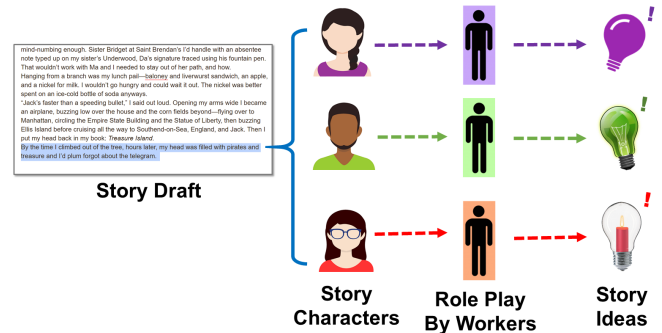 mind-numbing enough. Sister Bridget at Saint Brendan's I'd handle with an absentee
note typed up on my sister's Underwood, Da's signature traced using his fountain pen.
That wouldn't work with Ma and I needed to stay out of her path, and how.
Hanging from a branch was my lunch pail—baloney and liverwurst sandwich, an apple,
and a nickel for milk. I wouldn't go hungry and could wait it out. The nickel was better
spent on an ice-cold bottle of soda anyways.
"Jack's faster than a speeding bullet," I said out loud. Opening my arms wide I became
an airplane, buzzing low over the house and the corn fields beyond—flying over to
Manhattan, circling the Empire State Building and the Statue of Liberty, then buzzing
Ellis Island before cruising all the way to Southend-on-Sea, England, and Jack. Then I
put my head back in my book: Treasure Island.
By the time I climbed out of the tree, hours later, my head was filled with pirates and
treasure and I'd plum forgot about the telegram.
Story Draft
Story
Characters
Role Play
By Workers
Story
Ideas
!
!
!